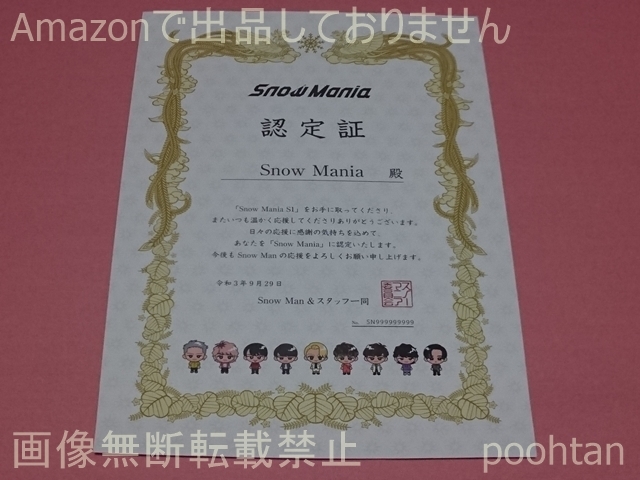 Amazonで出品しておりません
Snow Mania
認定証
Snow Mania 殿
「Snow Mania S1」をお手に取ってくださり、
またいつも温かく応援してくださりありがとうございます。
日々の応援に感謝の気持ちを込めて、
あなたを「Snow Mania」に認定いたします。
今後も Snow Man の応援をよろしくお願い申し上げます。
令和3年9月29日
Snow Man & スタッフ一同
No. SN999999999
画像無断転載禁止
poohtan